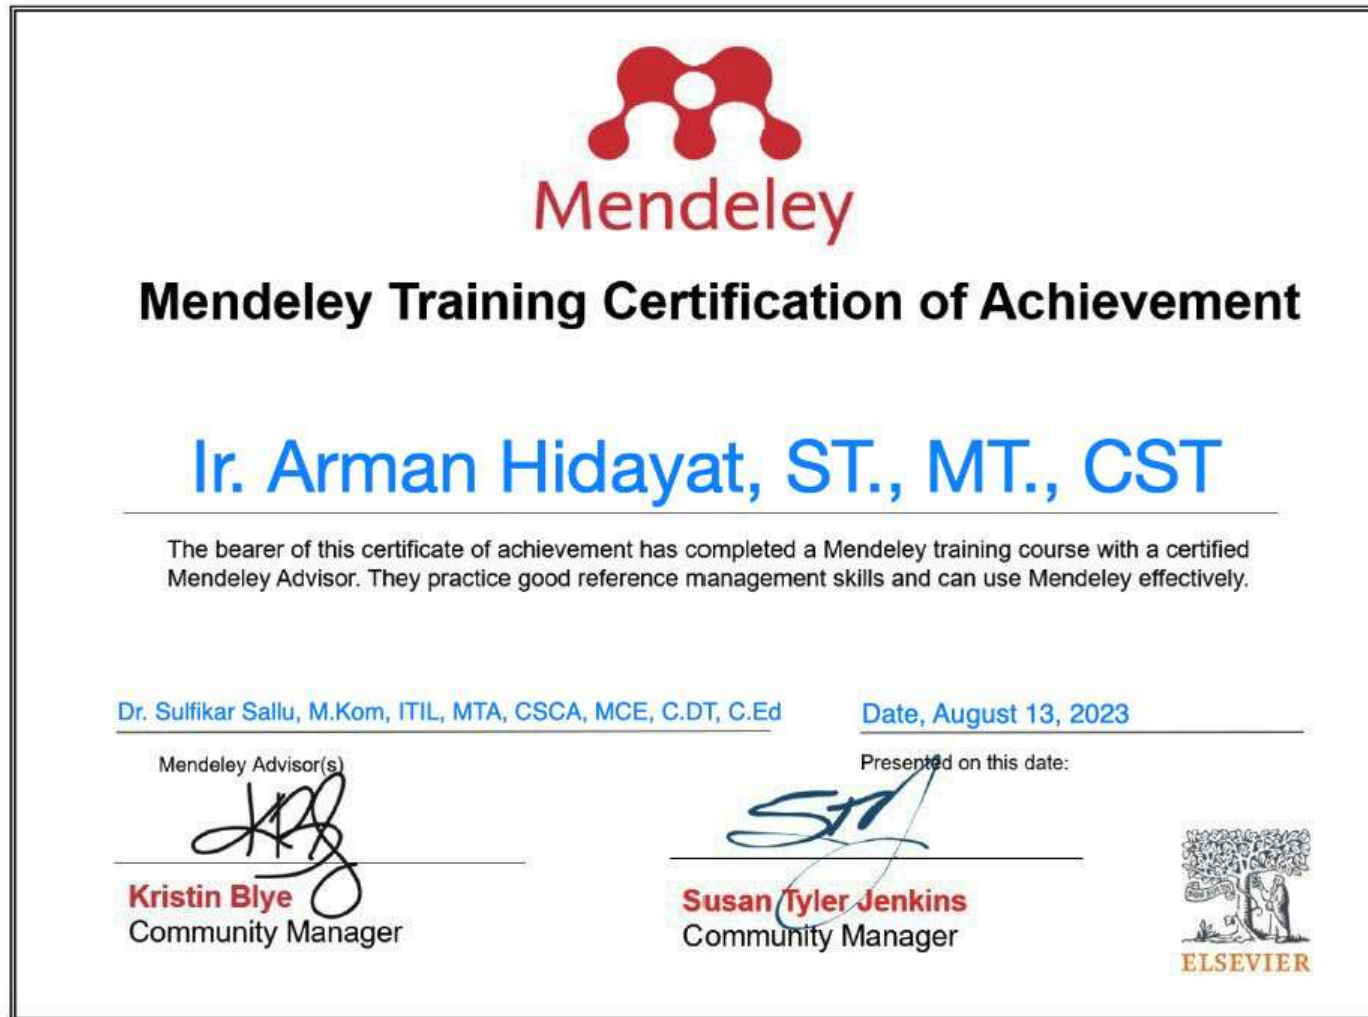 Mendeley
Mendeley Training Certification of Achievement
Ir. Arman Hidayat, ST., MT., CST
The bearer of this certificate of achievement has completed a Mendeley training course with a certified
Mendeley Advisor. They practice good reference management skills and can use Mendeley effectively.
Dr. Sulfikar Sallu, M.Kom, ITIL, MTA, CSCA, MCE, C.DT, C.Ed
Date, August 13, 2023
Mendeley Advisor(s)
Presented on this date:
Kristin Blye
Community Manager
Susan Tyler Jenkins
Community Manager
ELSEVIER